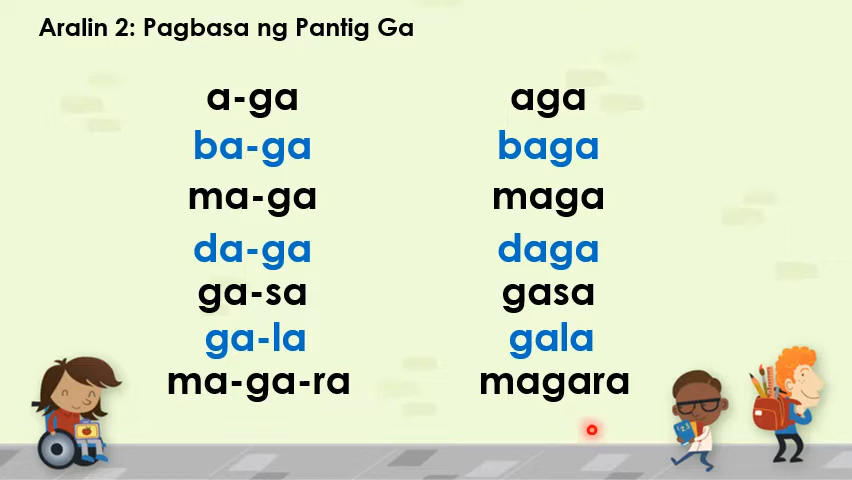 Aralin 2: Pagbasa ng Pantig Ga
a-ga aga
ba-ga baga
ma-ga maga
da-ga daga
ga-sa gasa
ga-la gala
ma-ga-ra magara